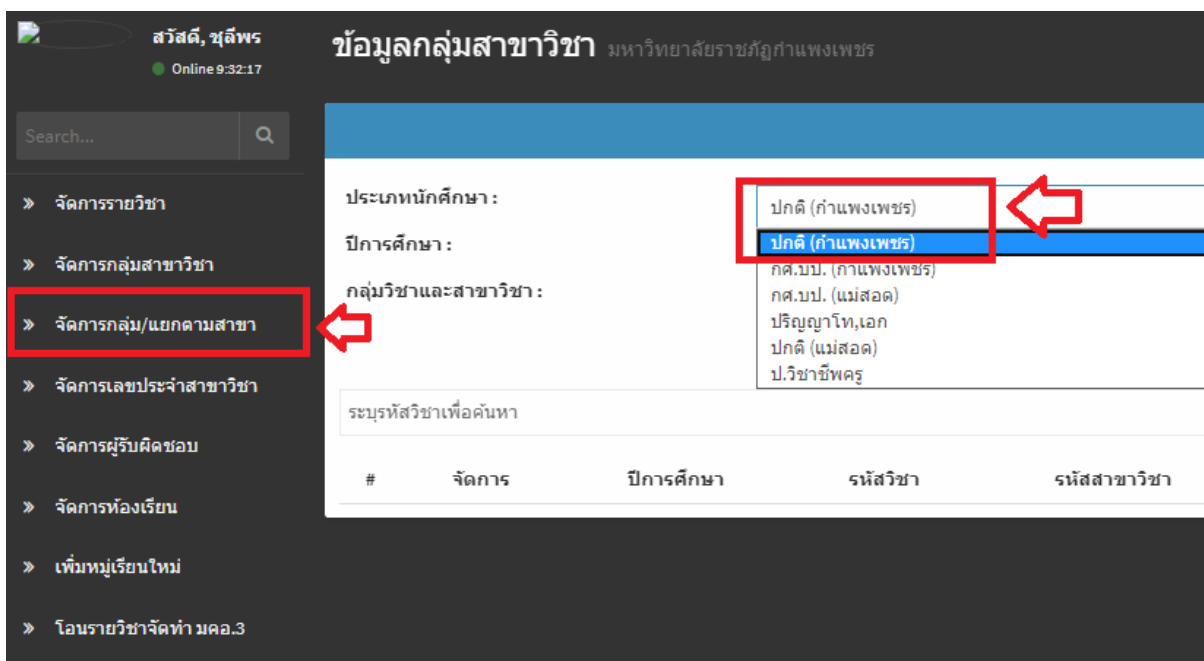 สวัสดี, ชุลีพร
Online 9:32:17
ข้อมูลกลุ่มสาขาวิชา มหาวิทยาลัยราชภัฏกำแพงเพชร
Search...
จัดการรายวิชา
จัดการกลุ่มสาขาวิชา
จัดการกลุ่ม/แยกตามสาขา
จัดการเลขประจำสาขาวิชา
จัดการผู้รับผิดชอบ
จัดการห้องเรียน
เพิ่มหมู่เรียนใหม่
โอนรายวิชาจัดทำ มคอ.3
ประเภทนักศึกษา :
ปกติ (กำแพงเพชร)
ปีการศึกษา :
กลุ่มวิชาและสาขาวิชา :
ปกติ (กำแพงเพชร)
กศ.บป. (กำแพงเพชร)
กศ.บป. (แม่สอด)
ปริญญาโท,เอก
ปกติ (แม่สอด)
ป.วิชาชีพครู
ระบุรหัสวิชาเพื่อค้นหา
# จัดการ ปีการศึกษา รหัสวิชา รหัสสาขาวิชา